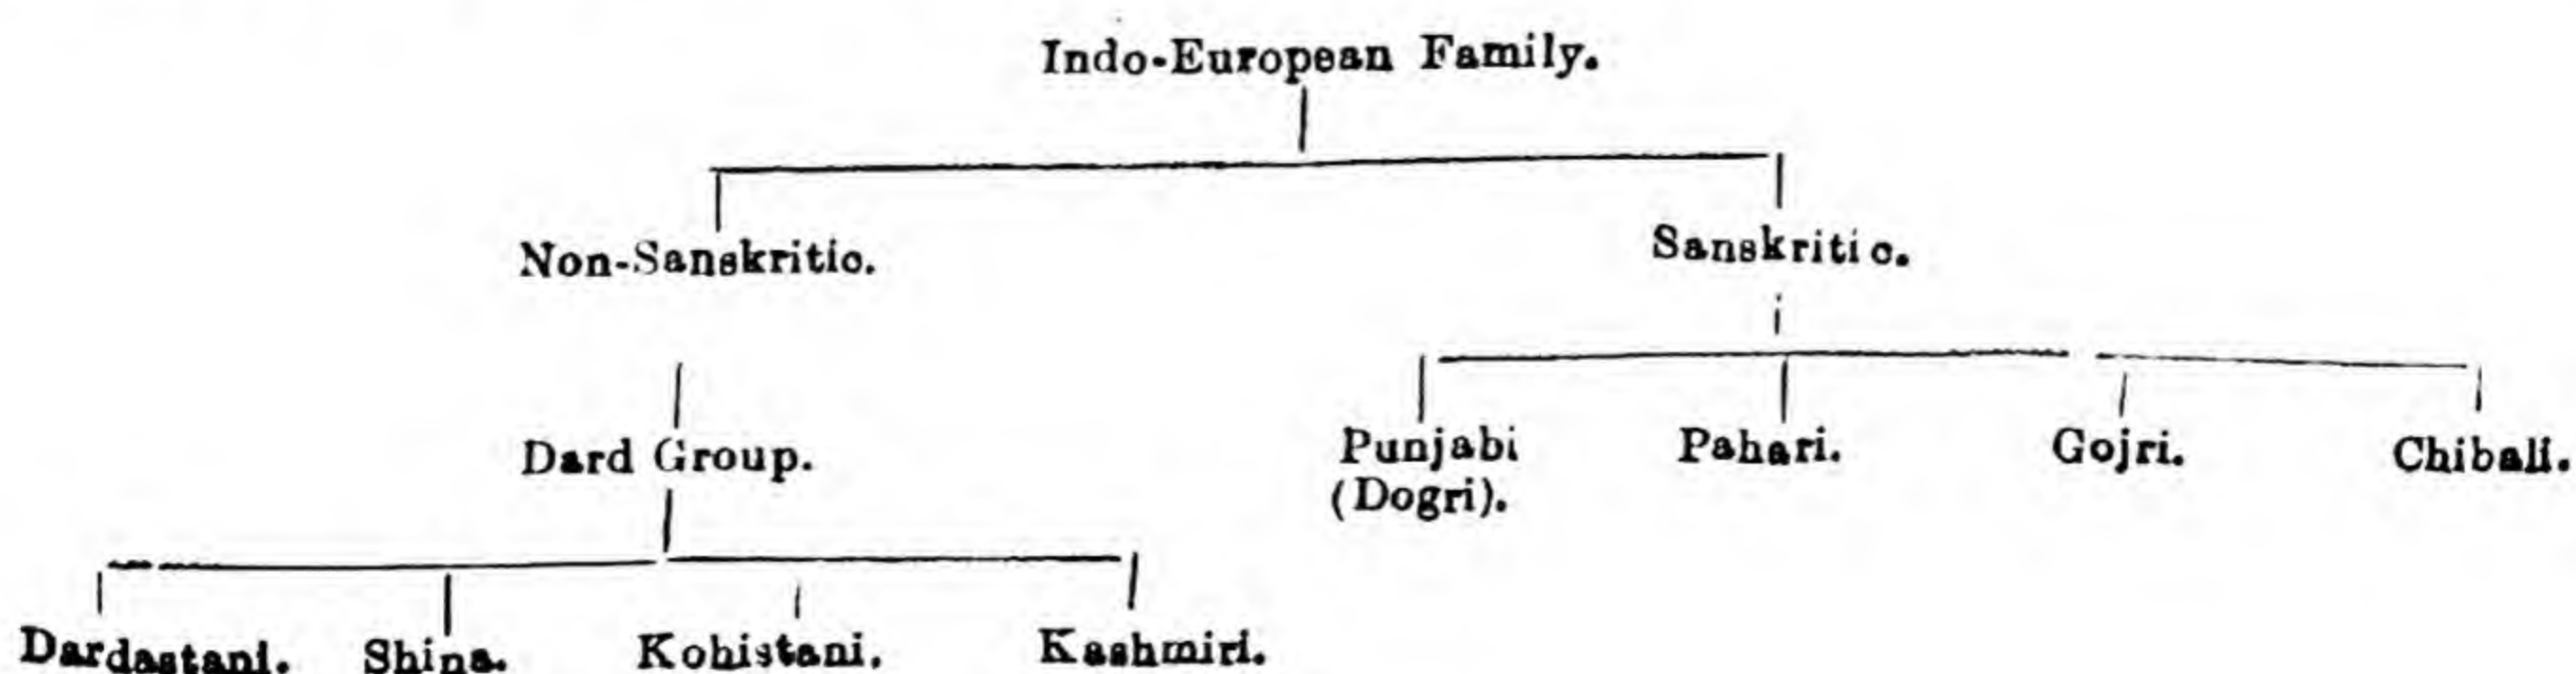 Indo-European Family.
Non-Sanskritic.
Sanskritic.
Dard Group.
Punjabi
(Dogri).
Pahari.
Gojri.
Chibali.
Dardastani.
Shina.
Kohistani.
Kashmiri.